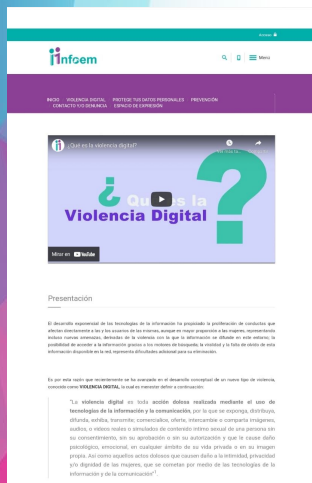 Acceder
infoem
Menú
INICIO VIOLENCIA DIGITAL PROTEGE TUS DATOS PERSONALES PREVENCIÓN
CONTACTO Y/O DENUNCIA ESPACIO DE EXPRESIÓN
¿Qué es la violencia digital?
¿Qué es la
Violencia Digital
?
Mirar en YouTube
Presentación
El desarrollo exponencial de las tecnologías de la información ha propiciado la proliferación de conductas que
afectan directamente a las y los usuarios de las mismas, aunque en mayor proporción a las mujeres, representando
incluso nuevas amenazas, derivadas de la violencia con la que la información se difunde en este entorno; la
posibilidad de acceder a la información gracias a los motores de búsqueda; la viralidad y la falta de olvido de esta
información disponible en la red, representa dificultades adicional para su eliminación.
Es por esta razón que recientemente se ha avanzado en el desarrollo conceptual de un nuevo tipo de violencia,
conocido como VIOLENCIA DIGITAL, la cual es menester definir a continuación:
"La violencia digital es toda acción dolosa realizada mediante el uso de
tecnologías de la información y la comunicación, por la que se exponga, distribuya,
difunda, exhiba, transmite; comercialice, oferte, intercambie o comparta imágenes,
audios, o videos reales o simulados de contenido íntimo sexual de una persona sin
su consentimiento; sin su aprobación o sin su autorización y que le cause daño
psicológico, emocional, en cualquier ámbito de su vida privada o en su imagen
propia. Así como aquellos actos dolosos que causen daño a la intimidad, privacidad
y/o dignidad de las mujeres, que se cometan por medio de las tecnologías de la
información y de la comunicación"¹.